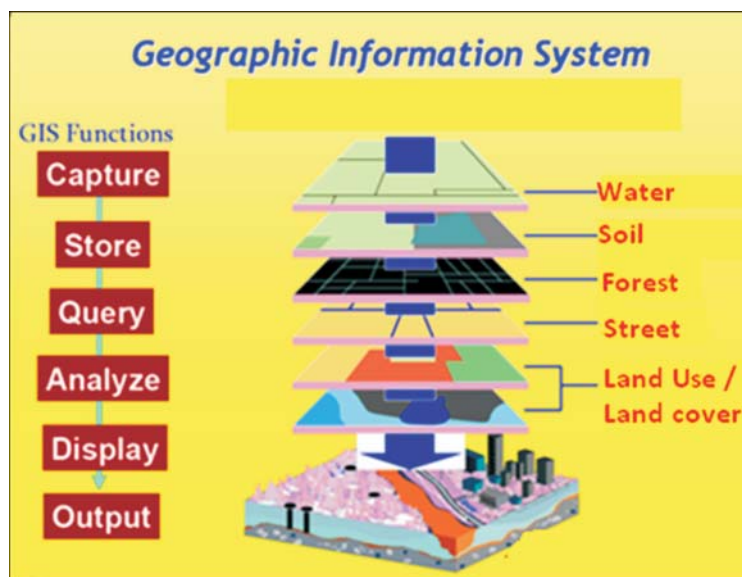 Geographic Information System
GIS Functions
Capture
Store
Query
Analyze
Display
Output
Water
Soil
Forest
Street
Land Use /
Land cover